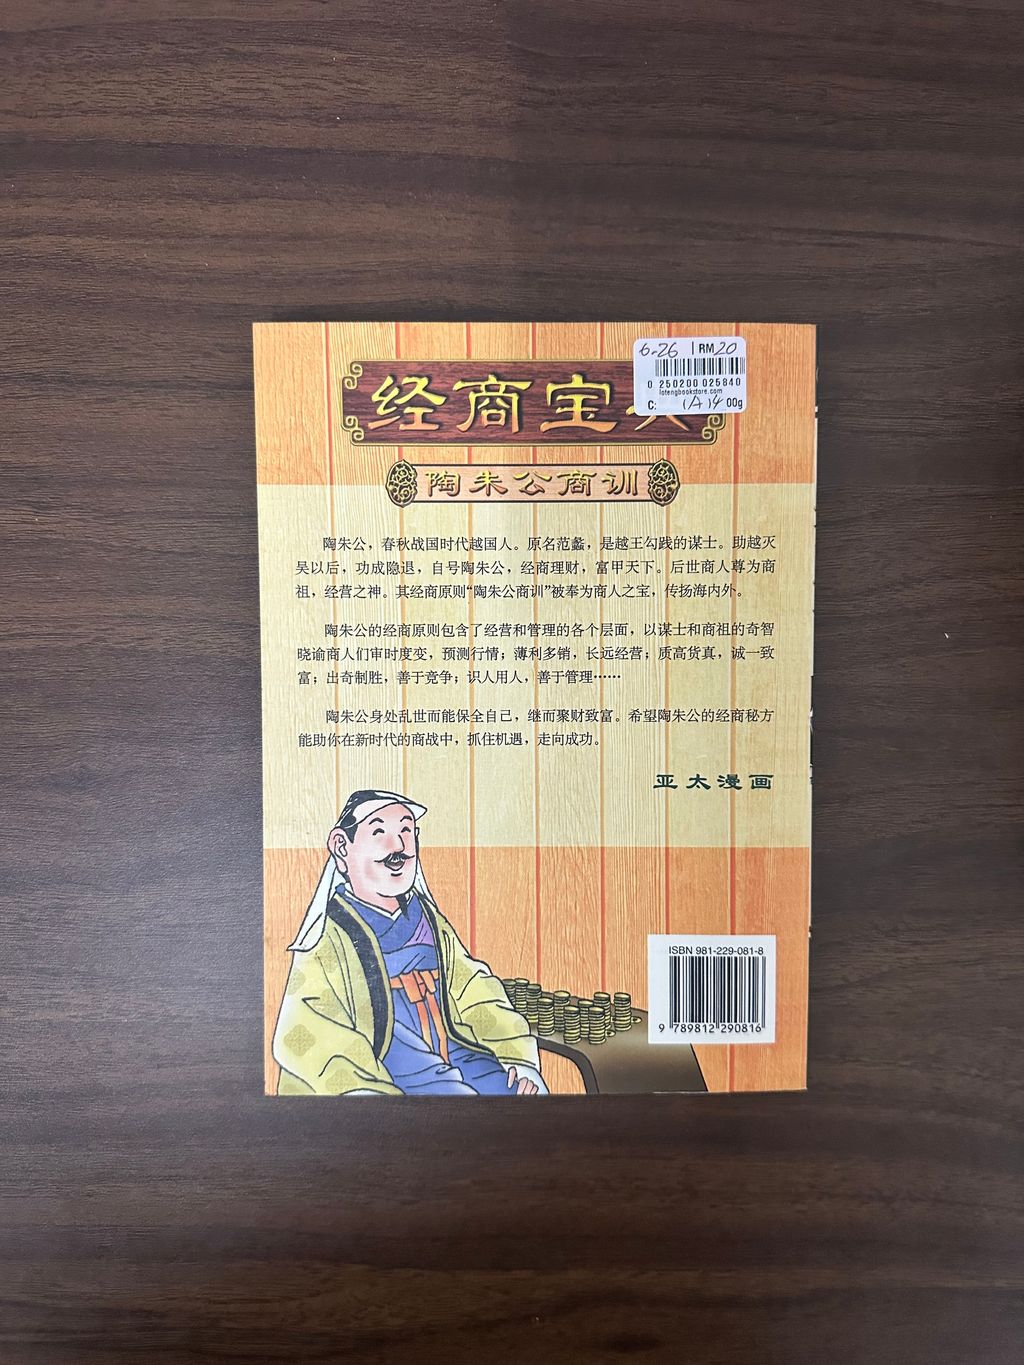 6-26 | RM 20
0 250200 025840
lotengbookstore.com
C: (A)14 00g
经商宝
陶朱公商训
陶朱公，春秋战国时代越国人。原名范蠡，是越王勾践的谋士。助越灭
吴以后，功成隐退，自号陶朱公，经商理财，富甲天下。后世商人尊为商
祖，经营之神。其经商原则“陶朱公商训”被奉为商人之宝，传扬海内外。
陶朱公的经商原则包含了经营和管理的各个层面，以谋士和商祖的奇智
晓谕商人们审时度变，预测行情；薄利多销，长远经营；质高货真，诚一致
富；出奇制胜，善于竞争；识人用人，善于管理……
陶朱公身处乱世而能保全自己，继而聚财致富。希望陶朱公的经商秘方
能助你在新时代的商战中，抓住机遇，走向成功。
亚太漫画
ISBN 981-229-081-8
9 789812 290816